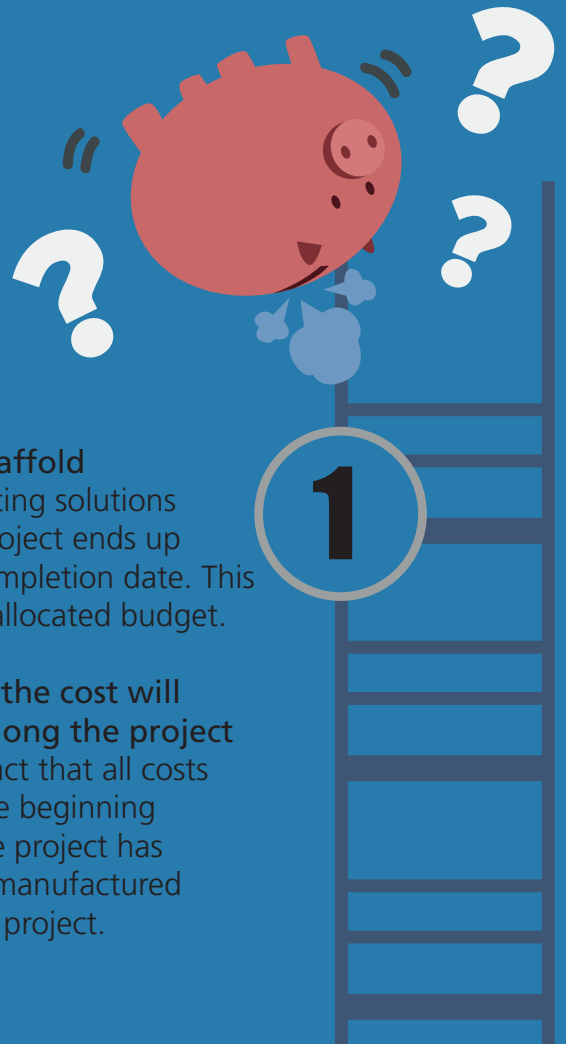 ?
?
?
affold
ting solutions
oject ends up
mpletion date. This
allocated budget.
1
the cost will
ong the project
act that all costs
e beginning
e project has
manufactured
project.